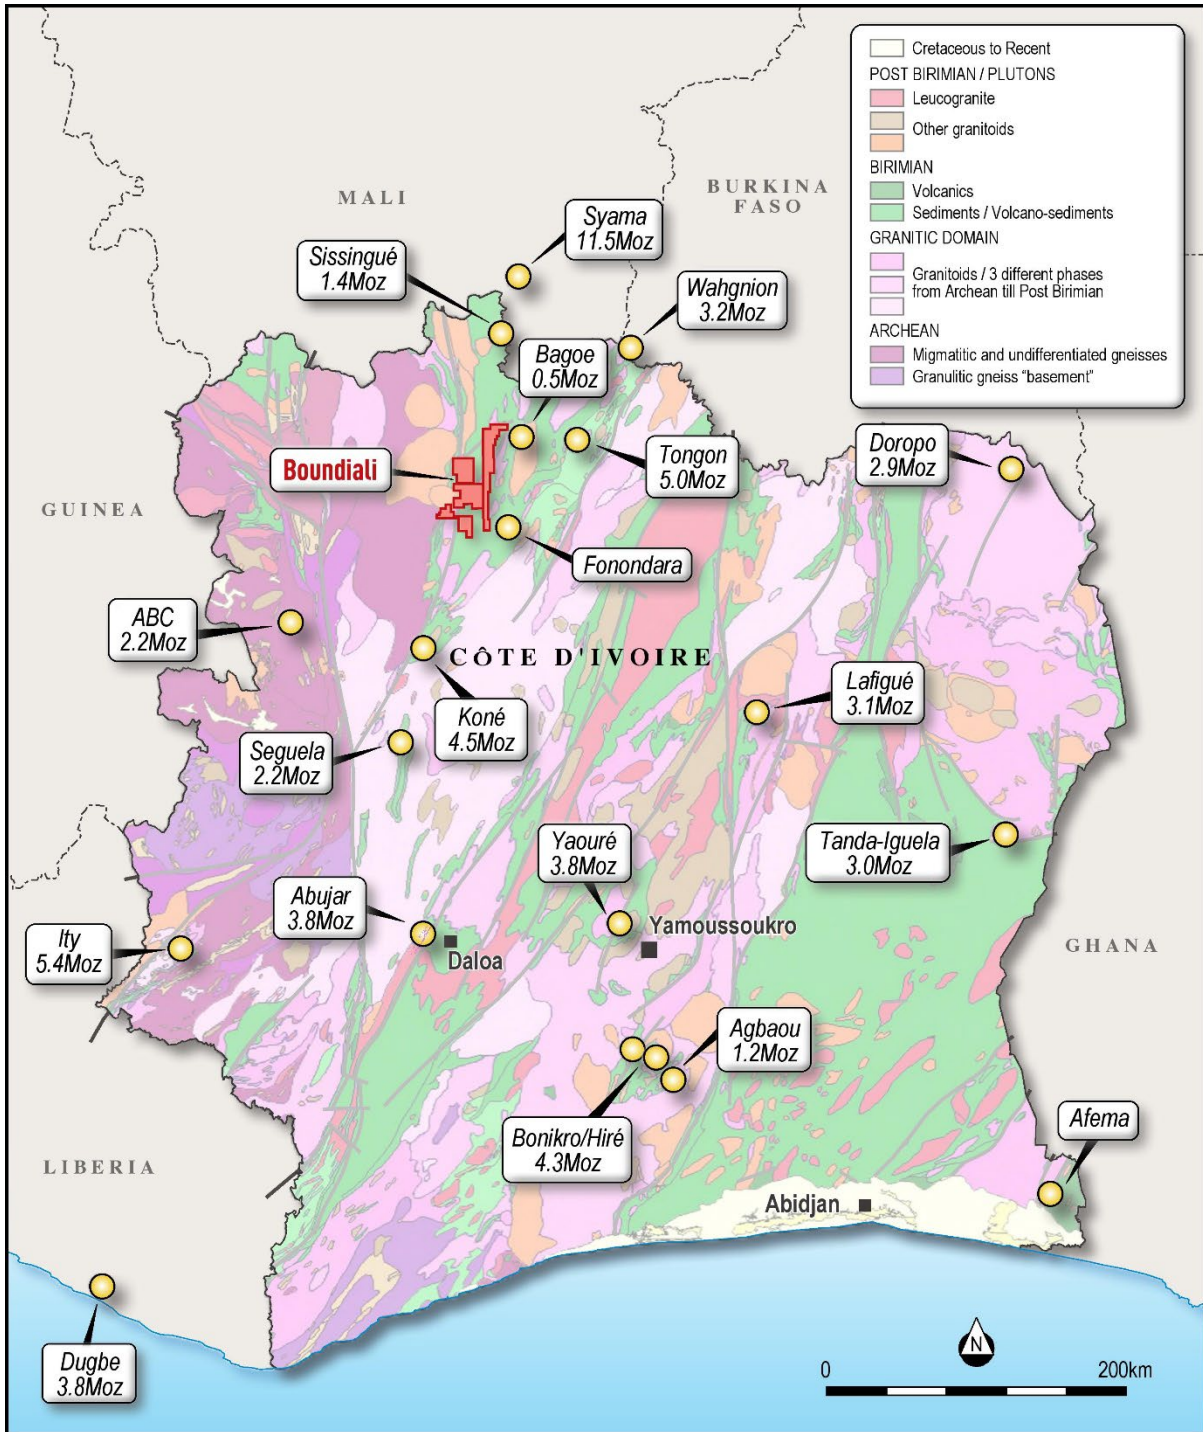 Cretaceous to Recent
POST BIRIMIAN / PLUTONS
Leucogranite
Other granitoids
BIRIMIAN
Volcanics
Sediments / Volcano-sediments
GRANITIC DOMAIN
Granitoids / 3 different phases
from Archean till Post Birimian
ARCHEAN
Migmatitic and undifferentiated gneisses
Granulitic gneiss "basement"
MALI
BURKINA
FASO
Syama
11.5Moz
Sissingué
1.4Moz
Wahgnion
3.2Moz
Bagoe
0.5Moz
Boundiali
Tongon
5.0Moz
Doropo
2.9Moz
GUINEA
Fonondara
ABC
2.2Moz
CÔTE D'IVOIRE
Koné
4.5Moz
Lafigué
3.1Moz
Seguela
2.2Moz
Yaouré
3.8Moz
Tanda-Iguela
3.0Moz
Abujar
3.8Moz
Yamoussoukro
Daloa
Ity
5.4Moz
GHANA
Agbaou
1.2Moz
Bonikro/Hiré
4.3Moz
Afema
LIBERIA
Abidjan
Dugbe
3.8Moz
N
0
200km